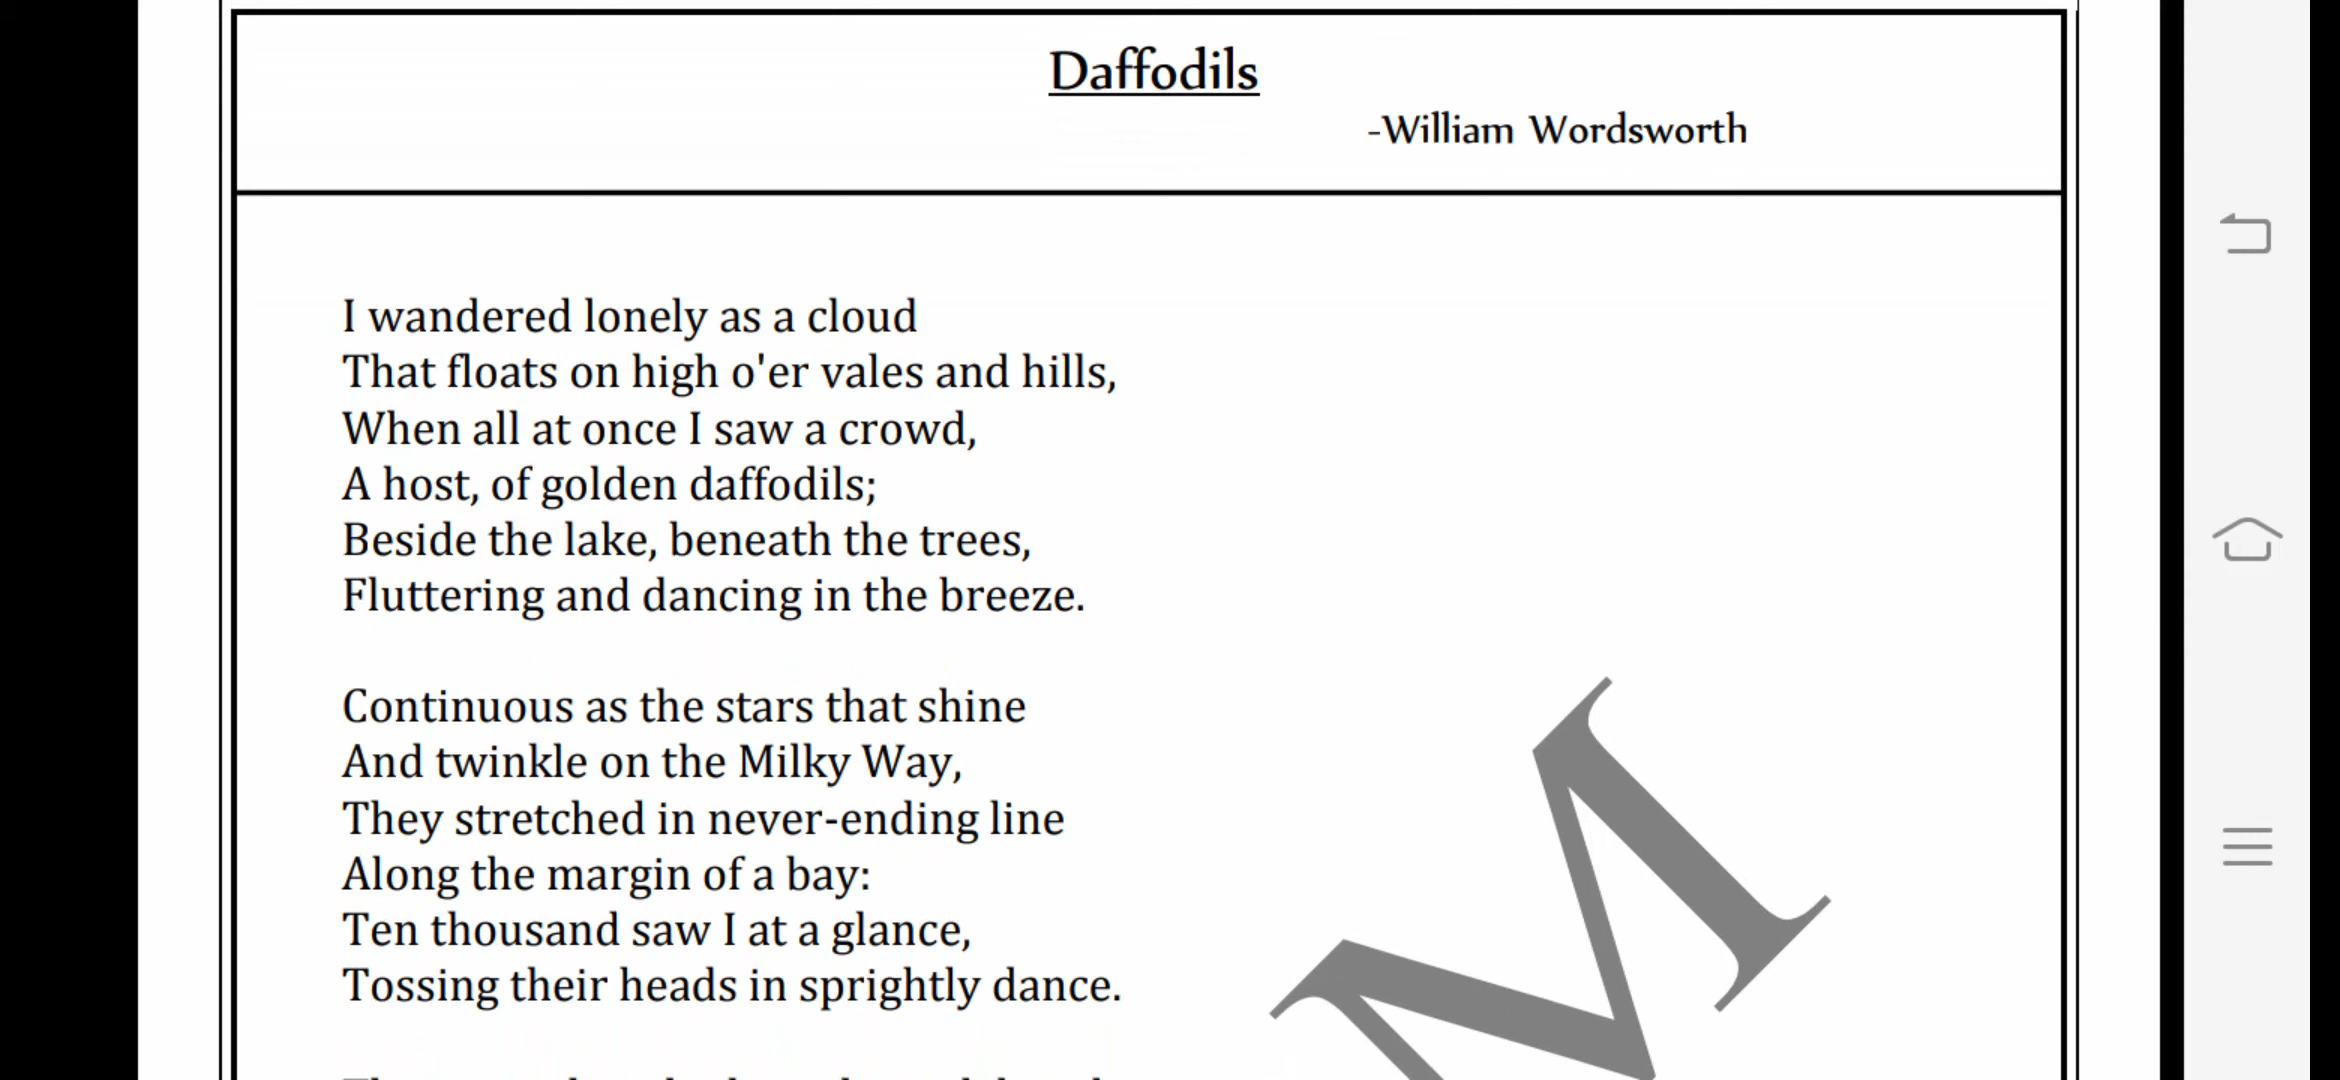 Daffodils
-William Wordsworth
I wandered lonely as a cloud
That floats on high o'er vales and hills,
When all at once I saw a crowd,
A host, of golden daffodils;
Beside the lake, beneath the trees,
Fluttering and dancing in the breeze.
Continuous as the stars that shine
And twinkle on the Milky Way,
They stretched in never-ending line
Along the margin of a bay:
Ten thousand saw I at a glance,
Tossing their heads in sprightly dance.
M